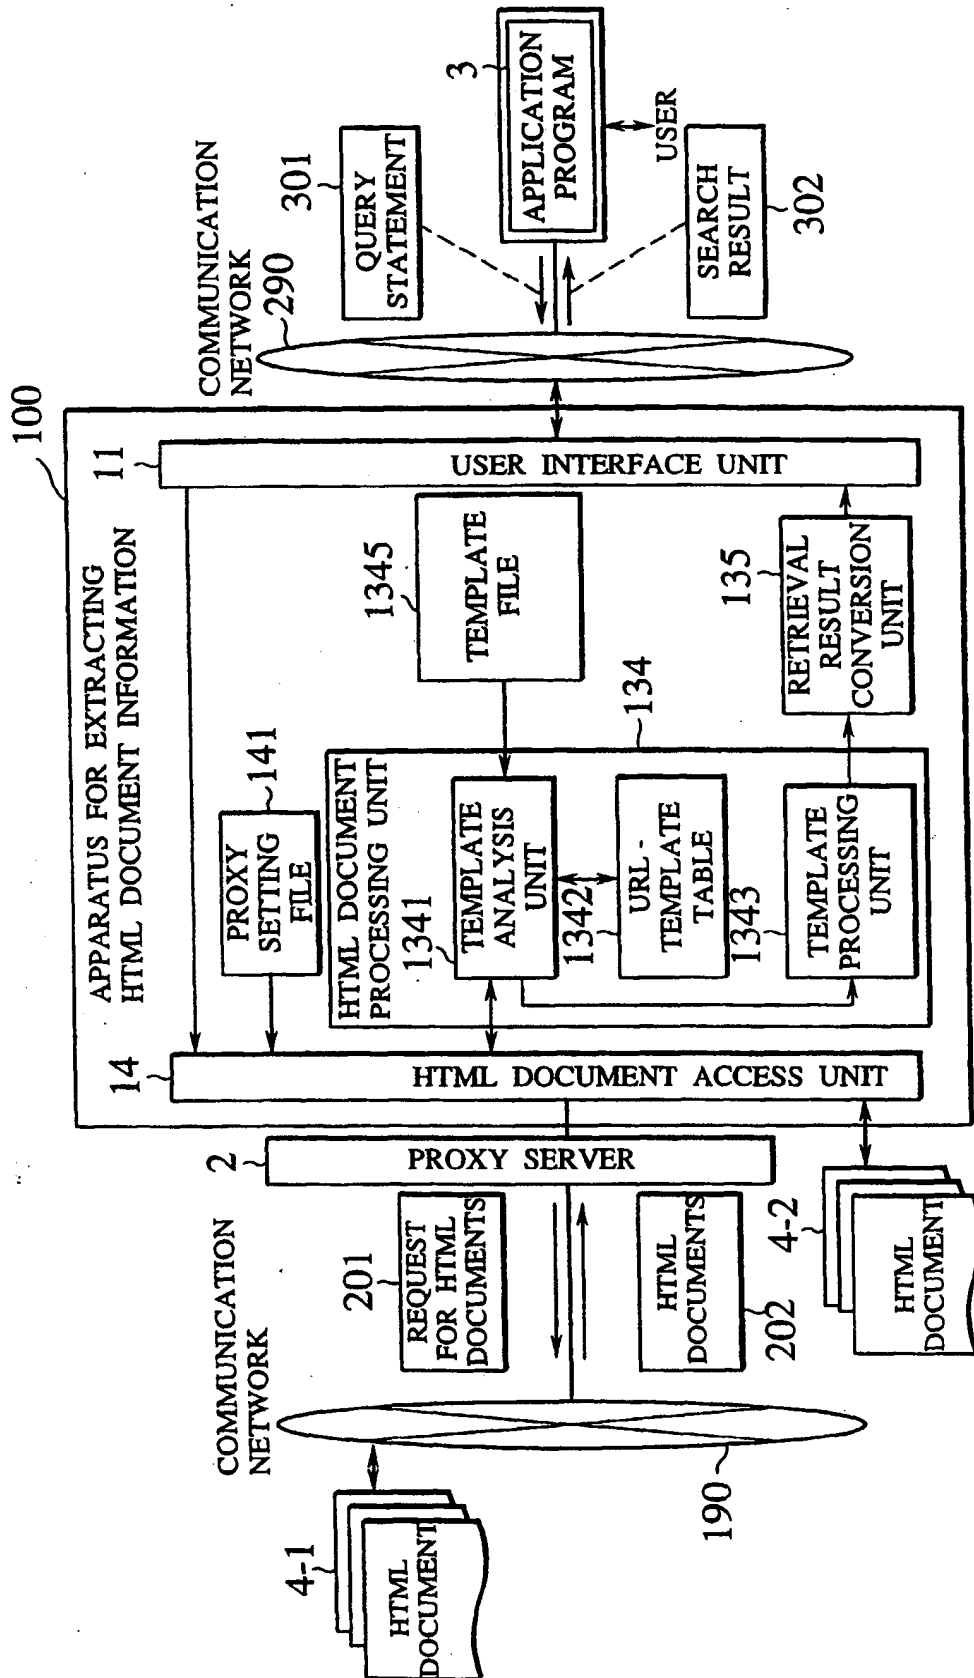 100
APPARATUS FOR EXTRACTING
HTML DOCUMENT INFORMATION
COMMUNICATION
NETWORK
190
4-1
HTML
DOCUMENT
201
REQUEST
FOR HTML
DOCUMENTS
HTML
DOCUMENTS
202
2
PROXY SERVER
4-2
HTML
DOCUMENT
14
HTML DOCUMENT ACCESS UNIT
PROXY
SETTING
FILE
141
HTML DOCUMENT
PROCESSING UNIT
134
1341
TEMPLATE
ANALYSIS
UNIT
1342
URL -
TEMPLATE
TABLE
1343
TEMPLATE
PROCESSING
UNIT
1345
TEMPLATE
FILE
135
RETRIEVAL
RESULT
CONVERSION
UNIT
11
USER INTERFACE UNIT
COMMUNICATION
NETWORK
290
301
QUERY
STATEMENT
3
APPLICATION
PROGRAM
USER
SEARCH
RESULT
302